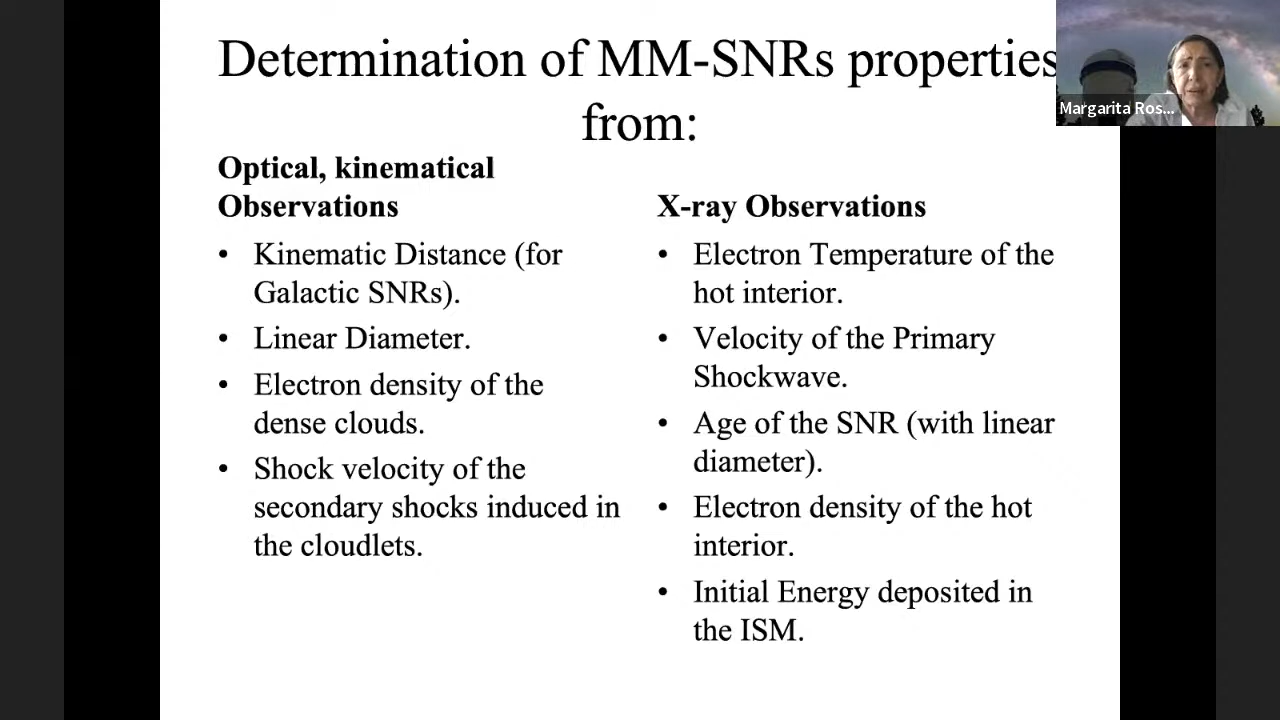 Determination of MM-SNRs properties
from:
Margarita Ros...
Optical, kinematical
Observations
• Kinematic Distance (for
Galactic SNRs).
• Linear Diameter.
• Electron density of the
dense clouds.
• Shock velocity of the
secondary shocks induced in
the cloudlets.
X-ray Observations
• Electron Temperature of the
hot interior.
• Velocity of the Primary
Shockwave.
• Age of the SNR (with linear
diameter).
• Electron density of the hot
interior.
• Initial Energy deposited in
the ISM.